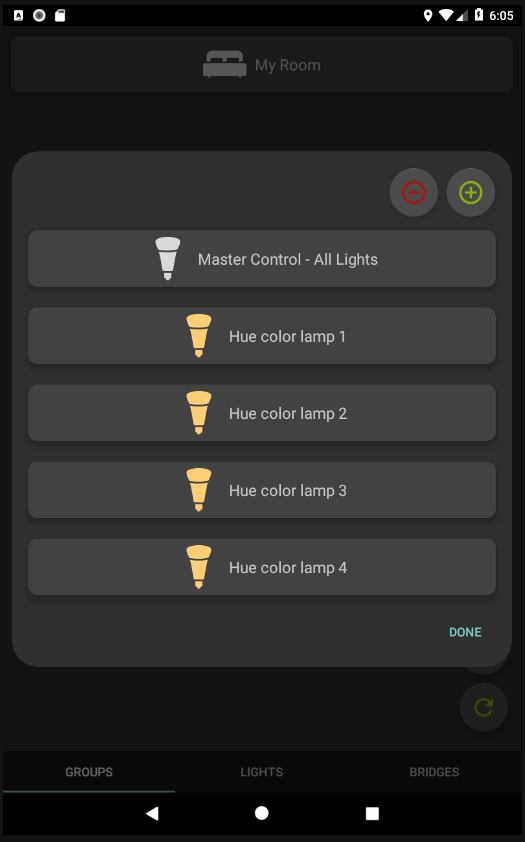 6:05
My Room
Master Control - All Lights
Hue color lamp 1
Hue color lamp 2
Hue color lamp 3
Hue color lamp 4
DONE
GROUPS LIGHTS BRIDGES